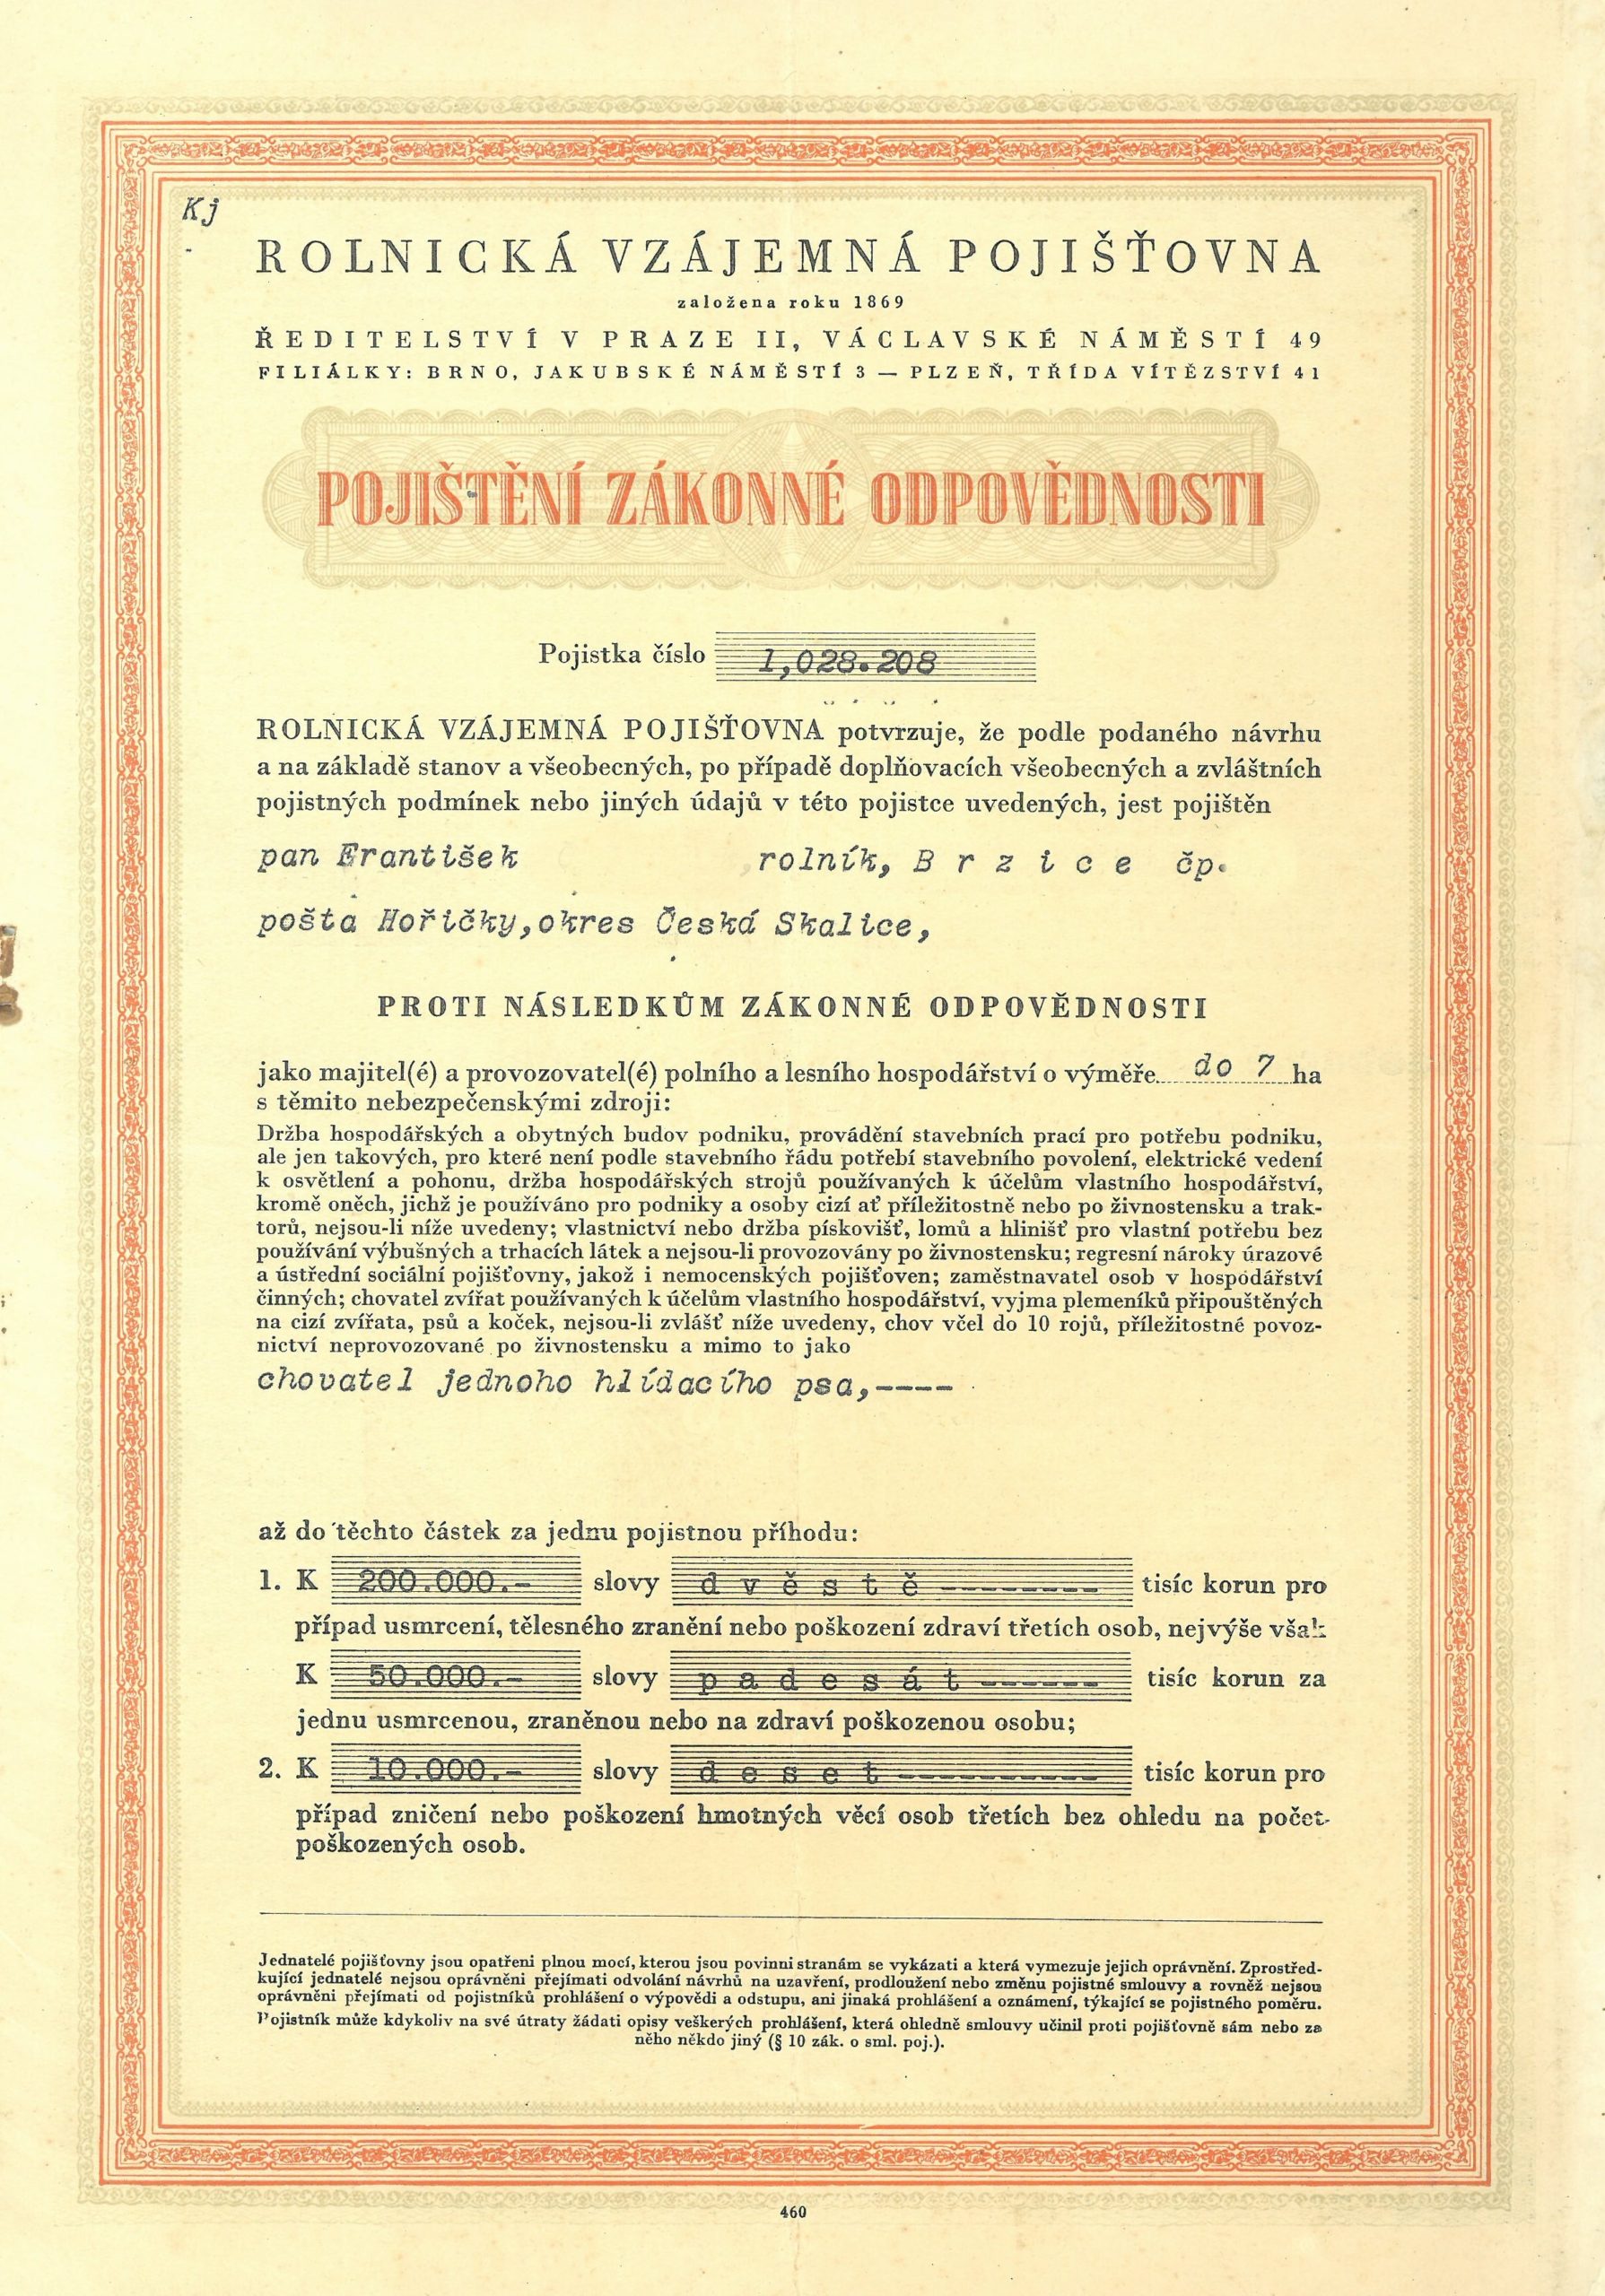 Kj
ROLNICKÁ VZÁJEMNÁ POJIŠŤOVNA
založena roku 1869
ŘEDITELSTVÍ V PRAZE II, VÁCLAVSKÉ NÁMĚSTÍ 49
FILIÁLKY: BRNO, JAKUBSKÉ NÁMĚSTÍ 3 — PLZEŇ, TŘÍDA VÍTĚZSTVÍ 41
POJIŠTĚNÍ ZÁKONNÉ ODPOVĚDNOSTI
Pojistka číslo 1,028.208
ROLNICKÁ VZÁJEMNÁ POJIŠŤOVNA potvrzuje, že podle podaného návrhu
a na základě stanov a všeobecných, po případě doplňovacích všeobecných a zvláštních
pojistných podmínek nebo jiných údajů v této pojistce uvedených, jest pojištěn
pan František rolník, B r z i c e čp.
pošta Hořičky, okres Česká Skalice,
PROTI NÁSLEDKŮM ZÁKONNÉ ODPOVĚDNOSTI
jako majitel(é) a provozovatel(é) polního a lesního hospodářství o výměře do 7 ha
s těmito nebezpečenskými zdroji:
Držba hospodářských a obytných budov podniku, provádění stavebních prací pro potřebu podniku,
ale jen takových, pro které není podle stavebního řádu potřebí stavebního povolení, elektrické vedení
k osvětlení a pohonu, držba hospodářských strojů používaných k účelům vlastního hospodářství,
kromě oněch, jichž je používáno pro podniky a osoby cizí ať příležitostně nebo po živnostensku a trak-
torů, nejsou-li níže uvedeny; vlastnictví nebo držba pískovišť, lomů a hlinišť pro vlastní potřebu bez
používání výbušných a trhacích látek a nejsou-li provozovány po živnostensku; regresní nároky úrazové
a ústřední sociální pojišťovny, jakož i nemocenských pojišťoven; zaměstnavatel osob v hospodářství
činných; chovatel zvířat používaných k účelům vlastního hospodářství, vyjma plemeníků připouštěných
na cizí zvířata, psů a koček, nejsou-li zvlášť níže uvedeny, chov včel do 10 rojů, příležitostné povoz-
nictví neprovozované po živnostensku a mimo to jako
chovatel jednoho hlídacího psa,----
až do těchto částek za jednu pojistnou příhodu:
1. K 200.000.- slovy d v ě s t ě --------- tisíc korun pro
případ usmrcení, tělesného zranění nebo poškození zdraví třetích osob, nejvýše však
K 50.000.- slovy p a d e s á t ------- tisíc korun za
jednu usmrcenou, zraněnou nebo na zdraví poškozenou osobu;
2. K 10.000.- slovy d e s e t ----------- tisíc korun pro
případ zničení nebo poškození hmotných věcí osob třetích bez ohledu na počet
poškozených osob.
Jednatelé pojišťovny jsou opatřeni plnou mocí, kterou jsou povinni stranám se vykázati a která vymezuje jejich oprávnění. Zprostřed-
kující jednatelé nejsou oprávněni přejímati odvolání návrhů na uzavření, prodloužení nebo změnu pojistné smlouvy a rovněž nejsou
oprávněni přejímati od pojistníků prohlášení o výpovědi a odstupu, ani jinaká prohlášení a oznámení, týkající se pojistného poměru.
Pojistník může kdykoliv na své útraty žádati opisy veškerých prohlášení, která ohledně smlouvy učinil proti pojišťovně sám nebo za
něho někdo jiný (§ 10 zák. o sml. poj.).
460